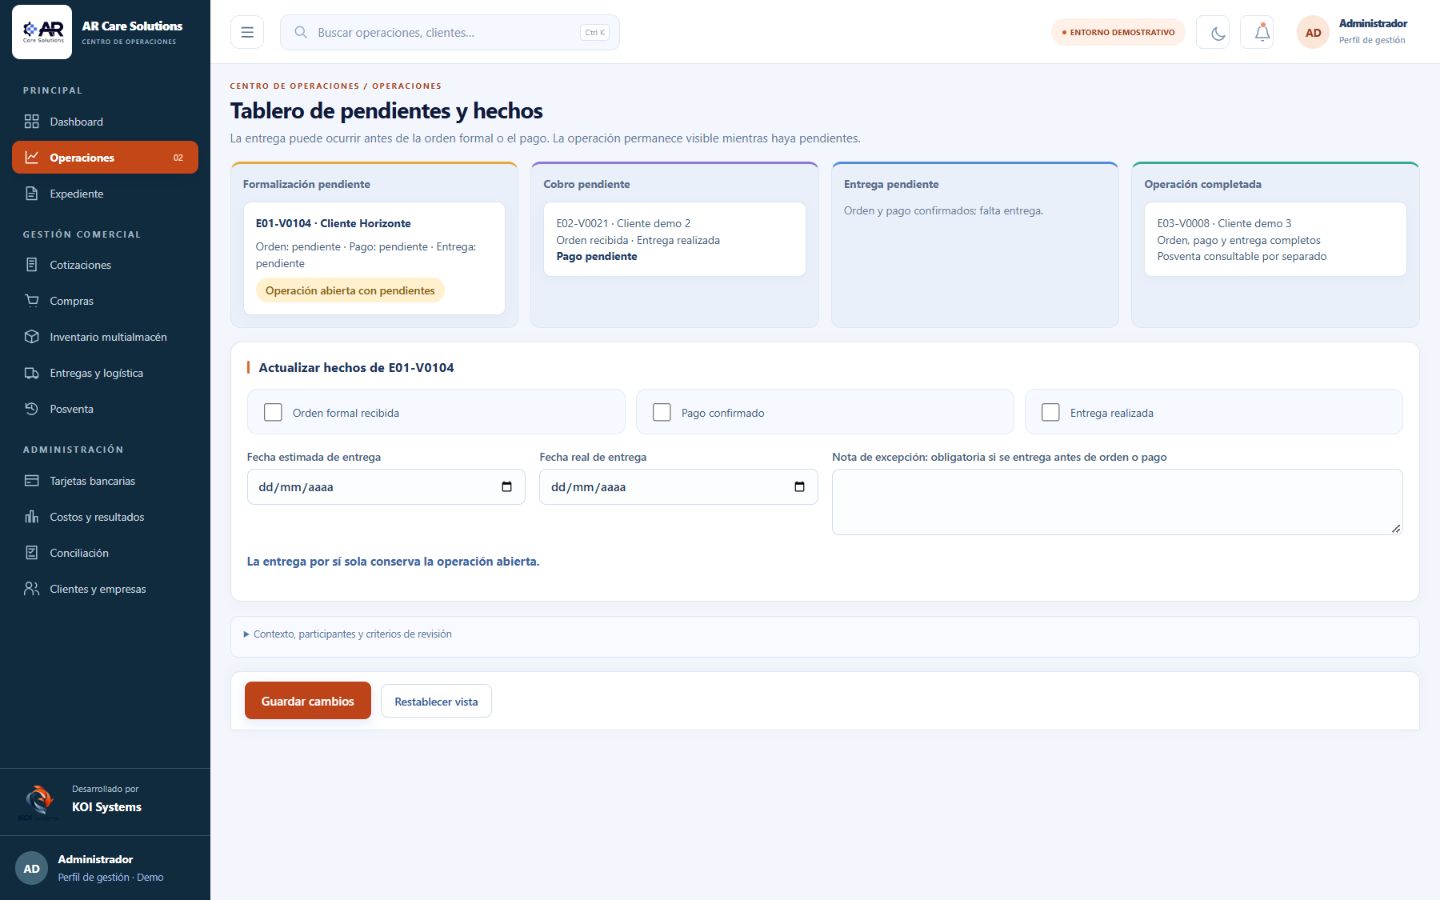 AR
Care Solutions
AR Care Solutions
CENTRO DE OPERACIONES
PRINCIPAL
Dashboard
Operaciones 02
Expediente
GESTIÓN COMERCIAL
Cotizaciones
Compras
Inventario multialmacén
Entregas y logística
Posventa
ADMINISTRACIÓN
Tarjetas bancarias
Costos y resultados
Conciliación
Clientes y empresas
Desarrollado por
KOI Systems
AD
Administrador
Perfil de gestión · Demo
Buscar operaciones, clientes...
Ctrl K
ENTORNO DEMOSTRATIVO
AD
Administrador
Perfil de gestión
CENTRO DE OPERACIONES / OPERACIONES
Tablero de pendientes y hechos
La entrega puede ocurrir antes de la orden formal o el pago. La operación permanece visible mientras haya pendientes.
Formalización pendiente
E01-V0104 · Cliente Horizonte
Orden: pendiente · Pago: pendiente · Entrega:
pendiente
Operación abierta con pendientes
Cobro pendiente
E02-V0021 · Cliente demo 2
Orden recibida · Entrega realizada
Pago pendiente
Entrega pendiente
Orden y pago confirmados; falta entrega.
Operación completada
E03-V0008 · Cliente demo 3
Orden, pago y entrega completos
Posventa consultable por separado
Actualizar hechos de E01-V0104
Orden formal recibida
Pago confirmado
Entrega realizada
Fecha estimada de entrega
dd/mm/aaaa
Fecha real de entrega
dd/mm/aaaa
Nota de excepción: obligatoria si se entrega antes de orden o pago
La entrega por sí sola conserva la operación abierta.
Contexto, participantes y criterios de revisión
Guardar cambios
Restablecer vista